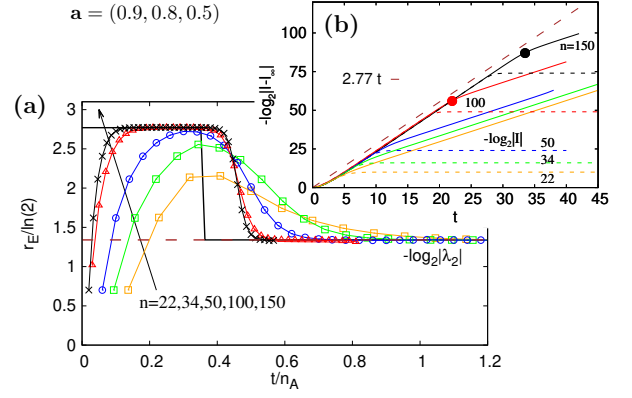 a = (0.9, 0.8, 0.5)
(b)
100
75
50
25
0
-log₂|I-I∞|
n=150
2.77 t
100
-log₂|I|
50
34
22
0 5 10 15 20 25 30 35 40 45
t
(a)
3
2.5
2
1.5
1
0.5
0
r_E/ln(2)
-log₂|λ₂|
n=22,34,50,100,150
0 0.2 0.4 0.6 0.8 1 1.2
t/n_A